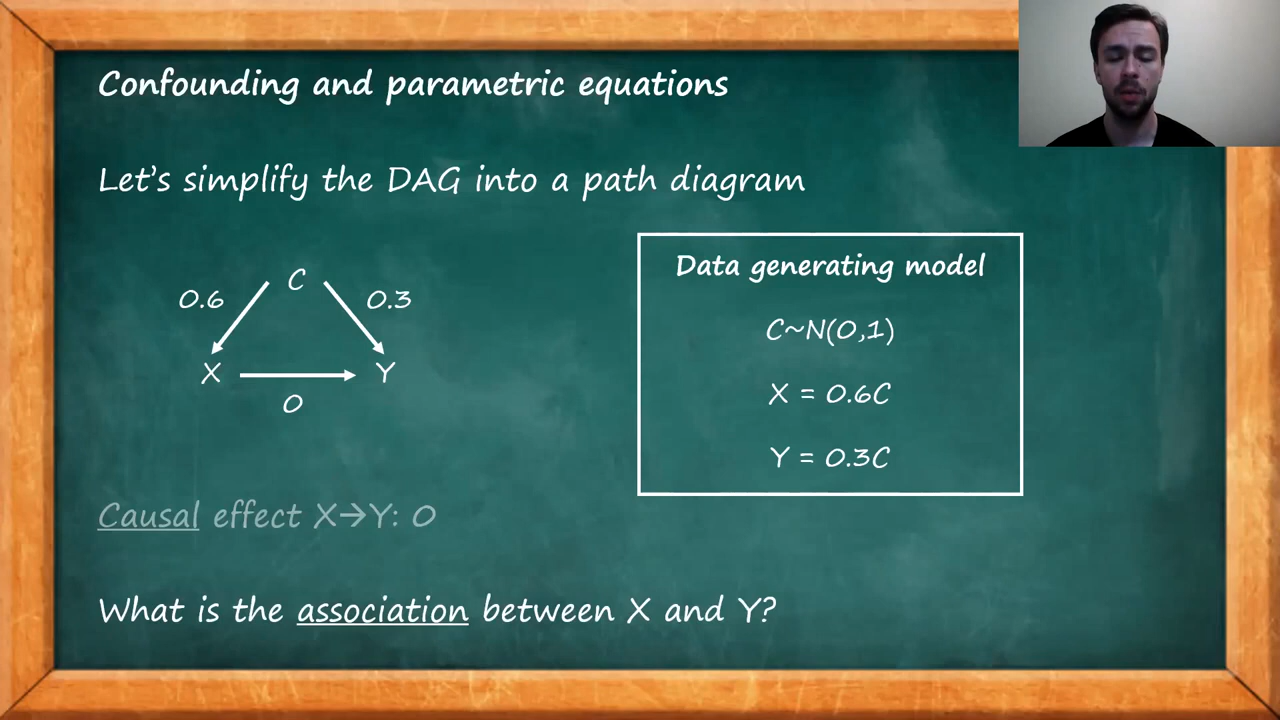 Confounding and parametric equations
Let's simplify the DAG into a path diagram
C
0.6
0.3
X
Y
0
Data generating model
C~N(0,1)
X = 0.6C
Y = 0.3C
Causal effect X→Y: 0
What is the association between X and Y?